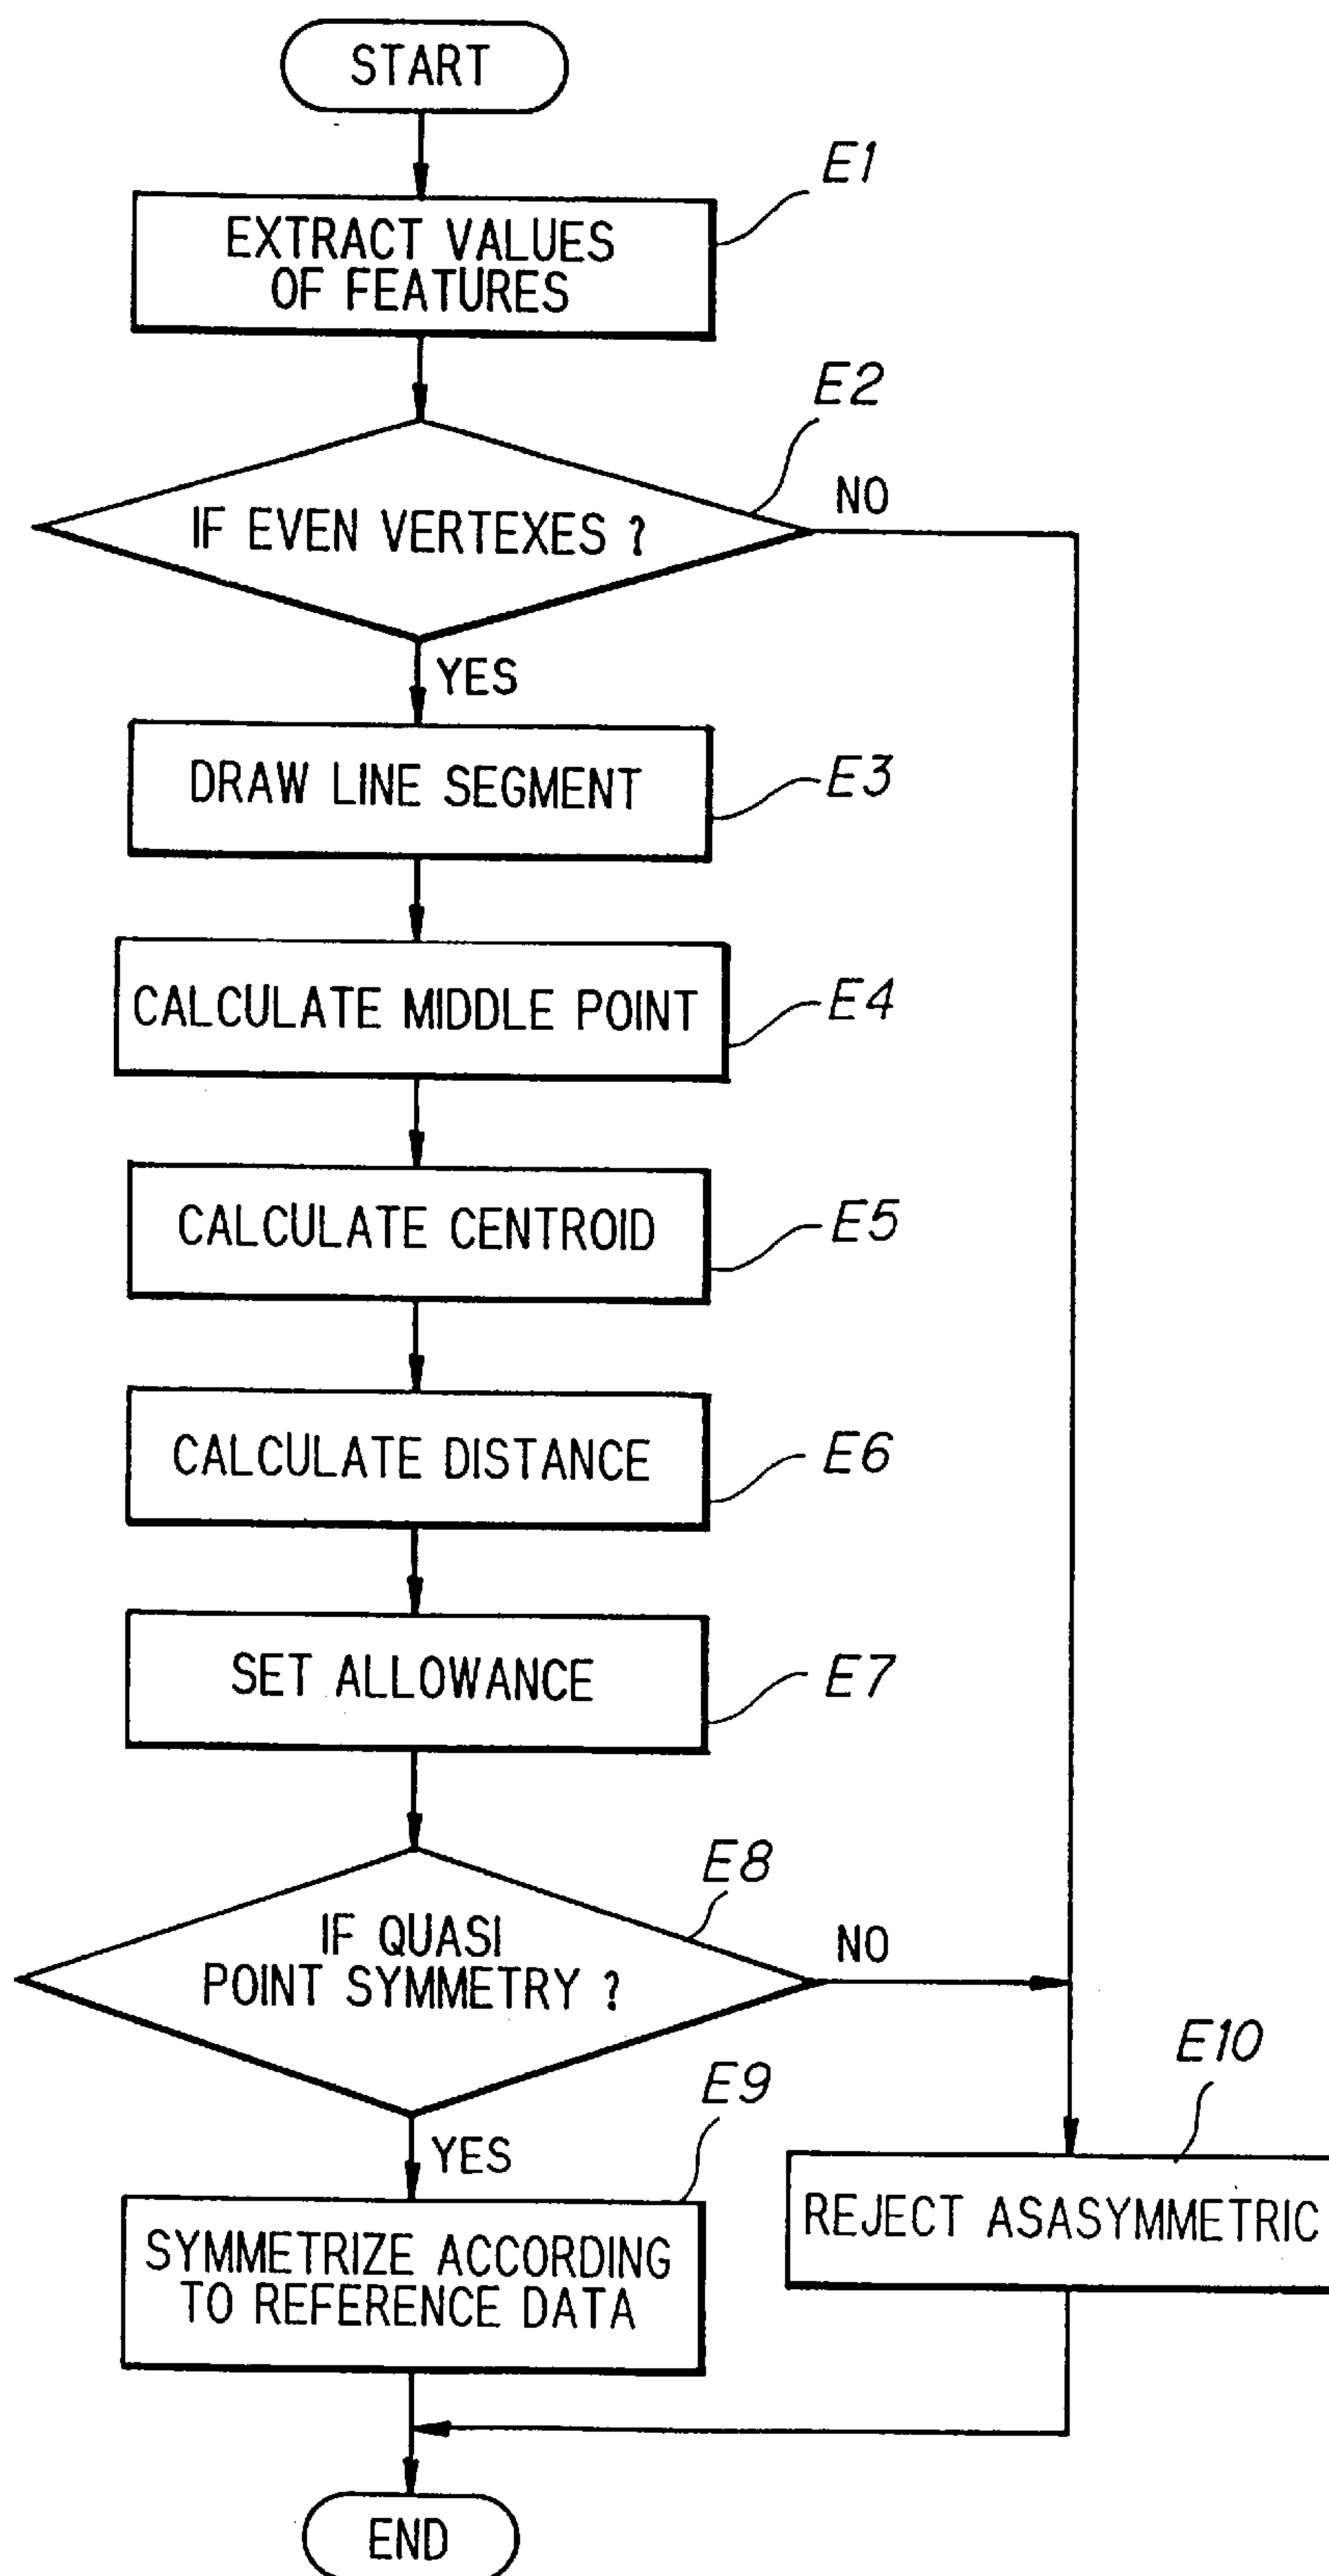 START
E1
EXTRACT VALUES
OF FEATURES
E2
NO
IF EVEN VERTEXES ?
YES
DRAW LINE SEGMENT
E3
CALCULATE MIDDLE POINT
E4
CALCULATE CENTROID
E5
CALCULATE DISTANCE
E6
SET ALLOWANCE
E7
E8
IF QUASI
NO
POINT SYMMETRY ?
E10
E9
YES
REJECT ASASYMMETRIC
SYMMETRIZE ACCORDING
TO REFERENCE DATA
END